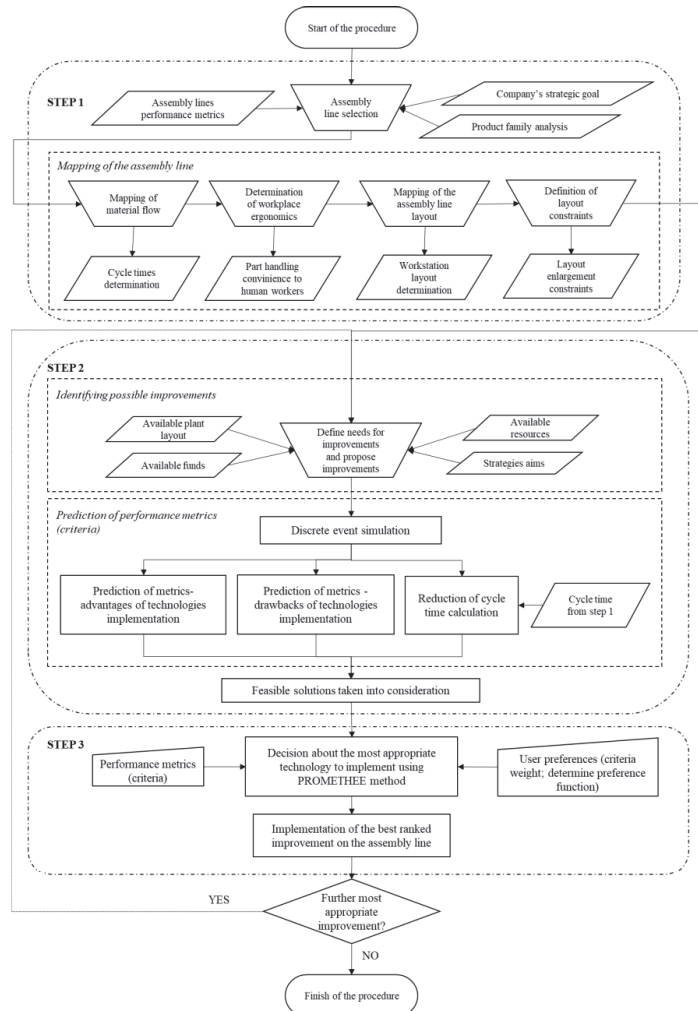 Start of the procedure
STEP 1
Assembly lines
performance metrics
Assembly
line selection
Company's strategic goal
Product family analysis
Mapping of the assembly line
Mapping of
material flow
Determination
of workplace
ergonomics
Mapping of the
assembly line
layout
Definition of
layout
constraints
Cycle times
determination
Part handling
convinience to
human workers
Workstation
layout
determination
Layout
enlargement
constraints
STEP 2
Identifying possible improvements
Available plant
layout
Available funds
Define needs for
improvements
and propose
improvements
Available
resources
Strategies aims
Prediction of performance metrics
(criteria)
Discrete event simulation
Prediction of metrics-
advantages of technologies
implementation
Prediction of metrics -
drawbacks of technologies
implementation
Reduction of cycle
time calculation
Cycle time
from step 1
Feasible solutions taken into consideration
STEP 3
Performance metrics
(criteria)
Decision about the most appropriate
technology to implement using
PROMETHEE method
User preferences (criteria
weight; determine preference
function)
Implementation of the best ranked
improvement on the assembly line
YES
Further most
appropriate
improvement?
NO
Finish of the procedure